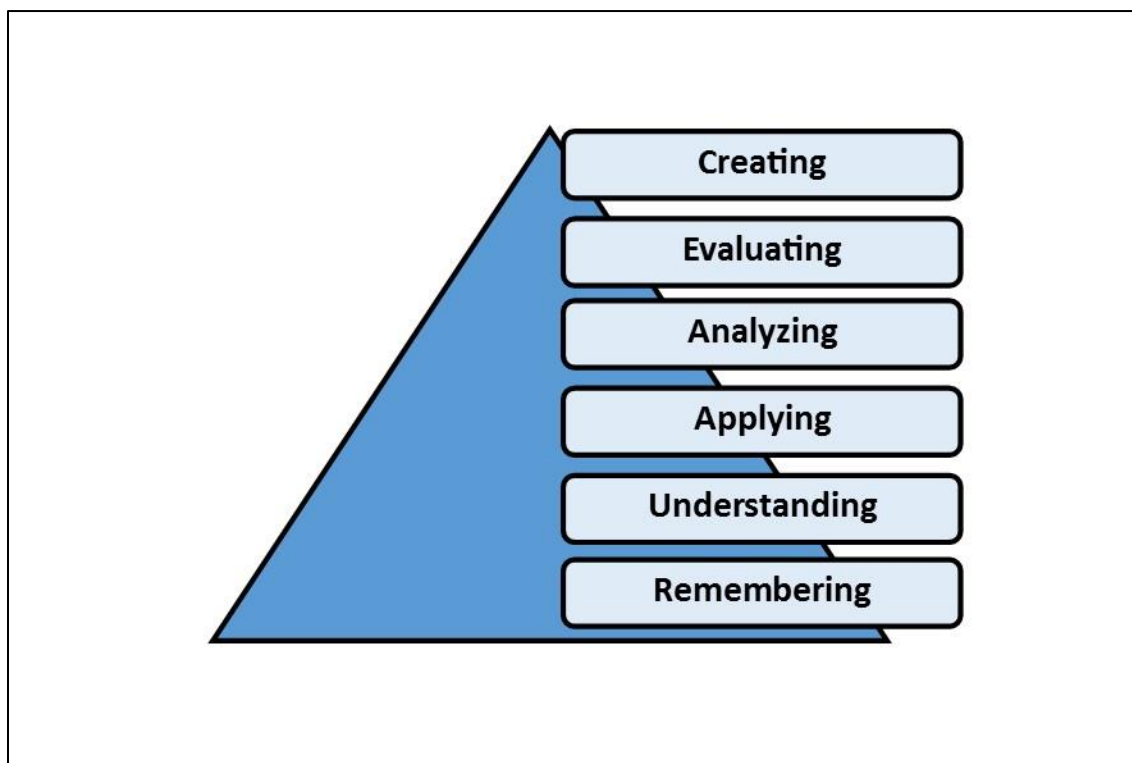 Creating
Evaluating
Analyzing
Applying
Understanding
Remembering